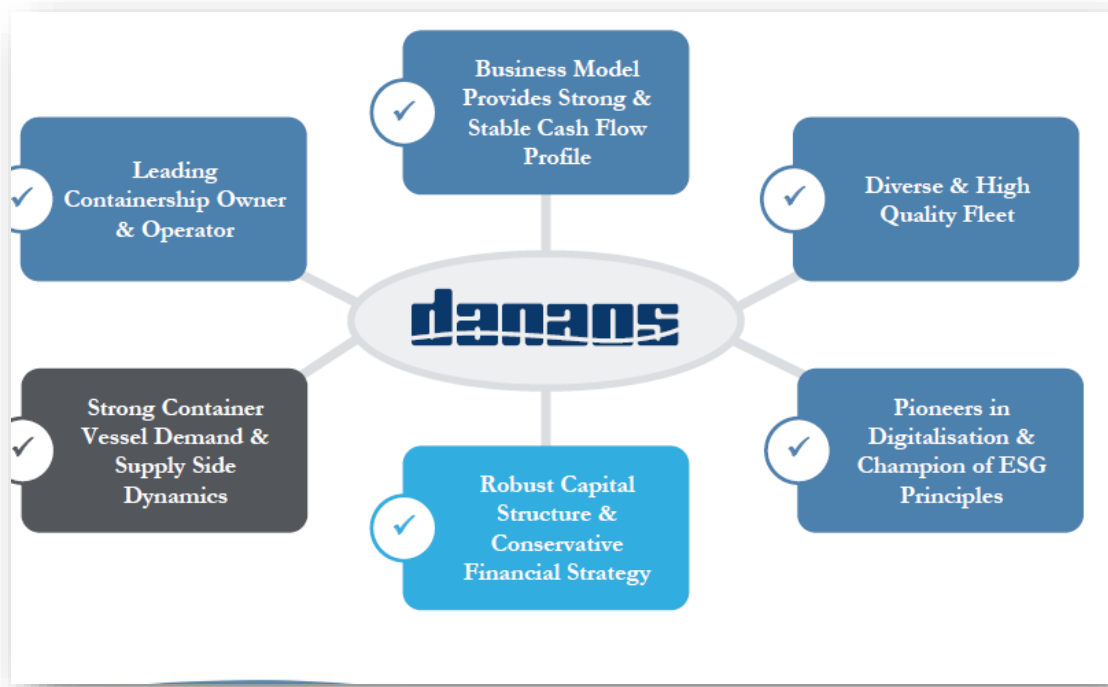 Business Model
Provides Strong &
Stable Cash Flow
Profile
Leading
Containership Owner
& Operator
Diverse & High
Quality Fleet
danaos
Strong Container
Vessel Demand &
Supply Side
Dynamics
Pioneers in
Digitalisation &
Champion of ESG
Principles
Robust Capital
Structure &
Conservative
Financial Strategy